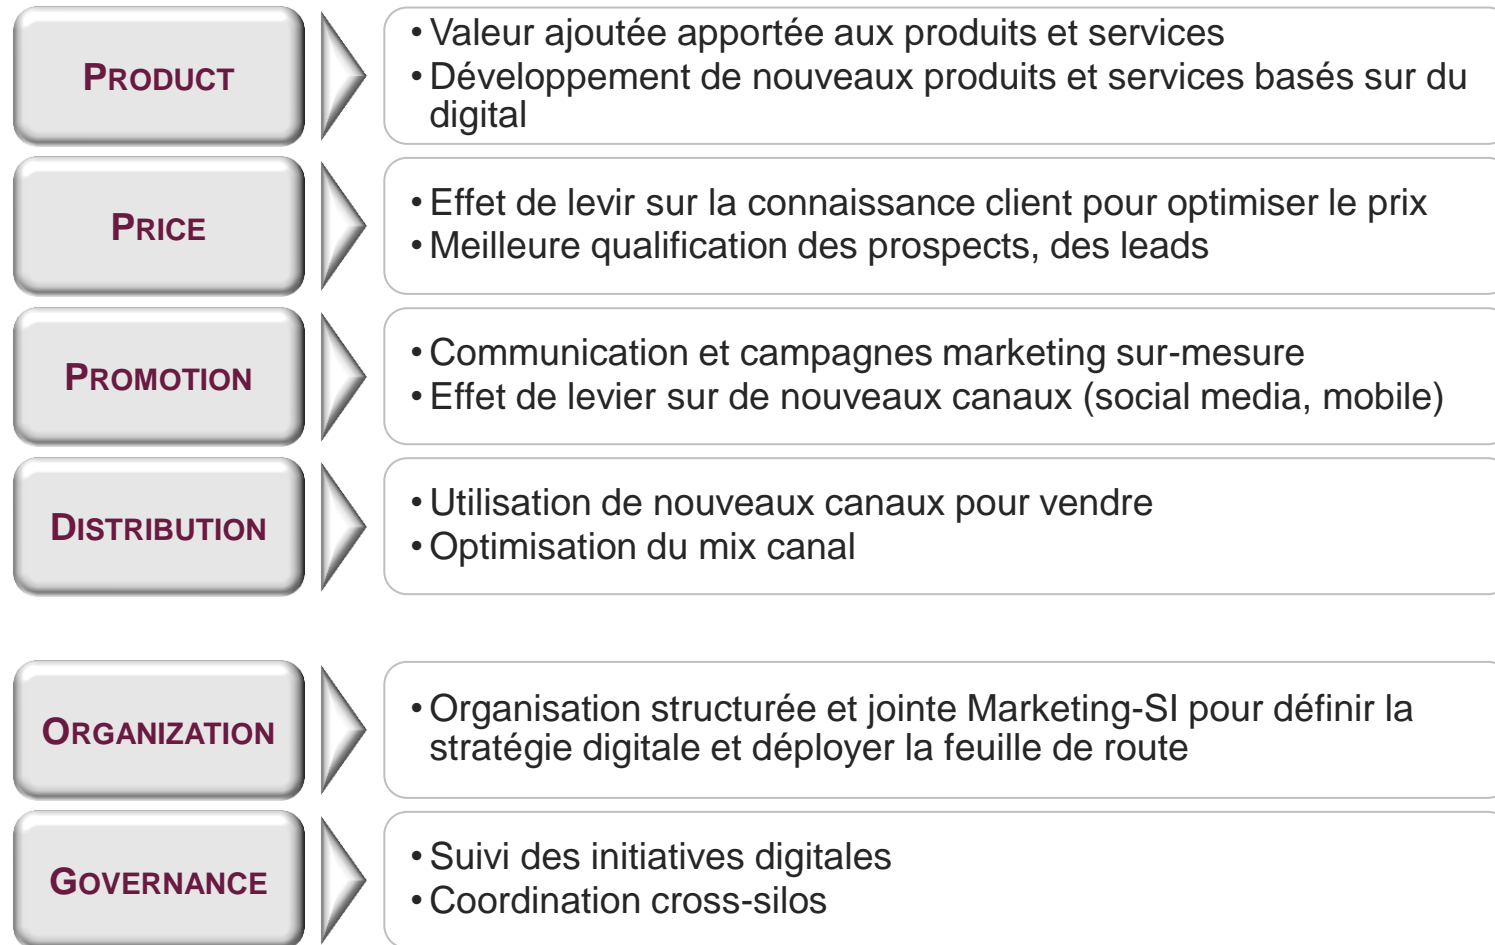 PRODUCT
• Valeur ajoutée apportée aux produits et services
• Développement de nouveaux produits et services basés sur du
digital
PRICE
• Effet de levir sur la connaissance client pour optimiser le prix
• Meilleure qualification des prospects, des leads
PROMOTION
• Communication et campagnes marketing sur-mesure
• Effet de levier sur de nouveaux canaux (social media, mobile)
DISTRIBUTION
• Utilisation de nouveaux canaux pour vendre
• Optimisation du mix canal
ORGANIZATION
• Organisation structurée et jointe Marketing-SI pour définir la
stratégie digitale et déployer la feuille de route
GOVERNANCE
• Suivi des initiatives digitales
• Coordination cross-silos